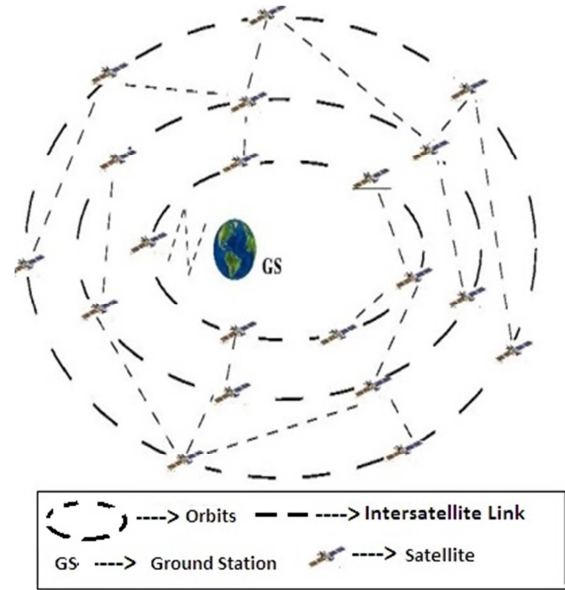 GS
Orbits
Intersatellite Link
GS
Ground Station
Satellite